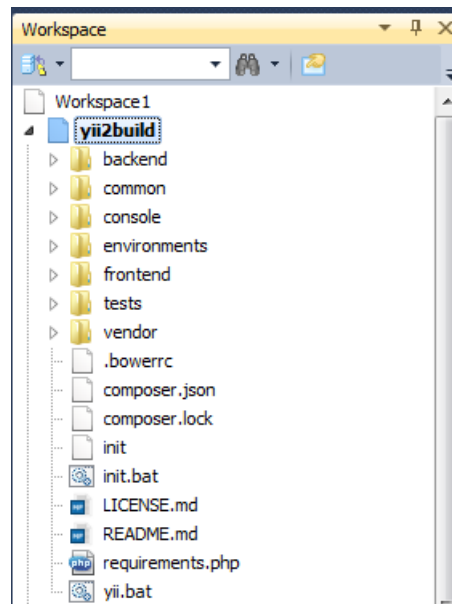 Workspace
Workspace1
yii2build
backend
common
console
environments
frontend
tests
vendor
.bowerrc
composer.json
composer.lock
init
init.bat
LICENSE.md
README.md
requirements.php
yii.bat